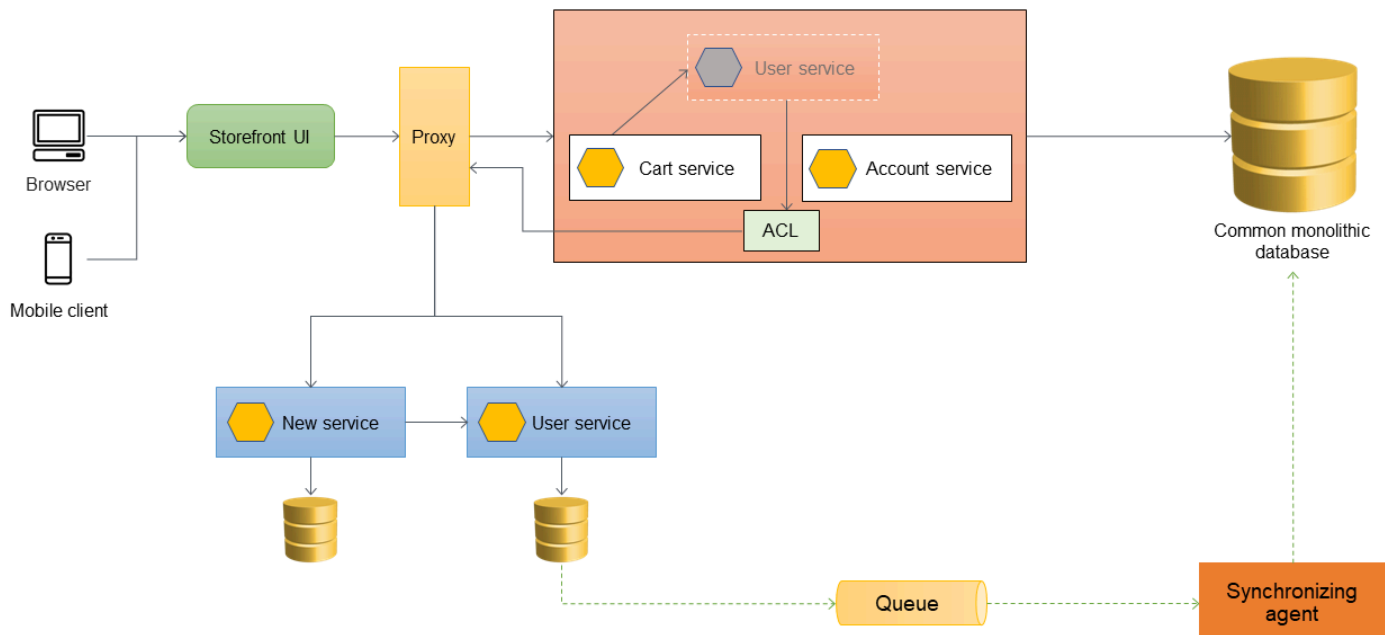 User service
Storefront UI
Proxy
Cart service
Account service
Browser
ACL
Common monolithic
database
Mobile client
New service
User service
Queue
Synchronizing
agent